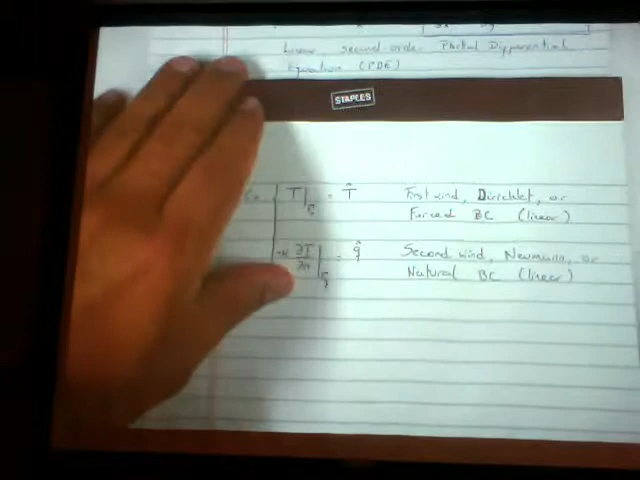 Linear, second-order Partial Differential
Equation (PDE)
STAPLES
T|Γ = T̂ First kind, Dirichlet, or
Forced BC (linear)
-k ∂T/∂n|Γ = q̂ Second kind, Neumann, or
Natural BC (linear)